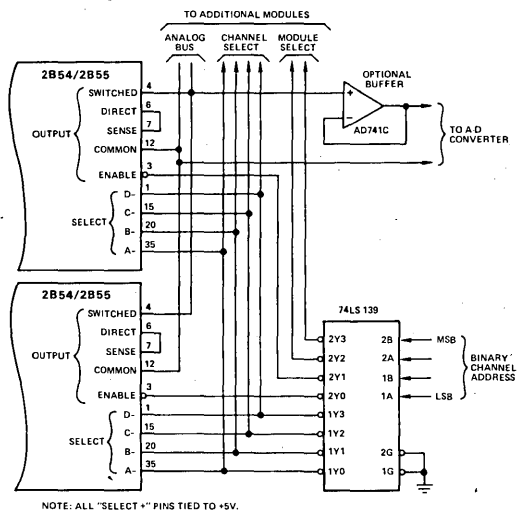 TO ADDITIONAL MODULES
ANALOG BUS
CHANNEL SELECT
MODULE SELECT
2B54/2B55
OUTPUT
SWITCHED 4
DIRECT 6
SENSE 7
COMMON 12
ENABLE 3
SELECT
D- 1
C- 15
B- 20
A- 35
OPTIONAL BUFFER
+
−
AD741C
TO A-D CONVERTER
2B54/2B55
OUTPUT
SWITCHED 4
DIRECT 6
SENSE 7
COMMON 12
ENABLE 3
SELECT
D- 1
C- 15
B- 20
A- 35
74LS 139
2Y3 2B MSB
2Y2 2A
2Y1 1B
2Y0 1A LSB
BINARY CHANNEL ADDRESS
1Y3
1Y2
1Y1 2G
1Y0 1G
NOTE: ALL "SELECT +" PINS TIED TO +5V.